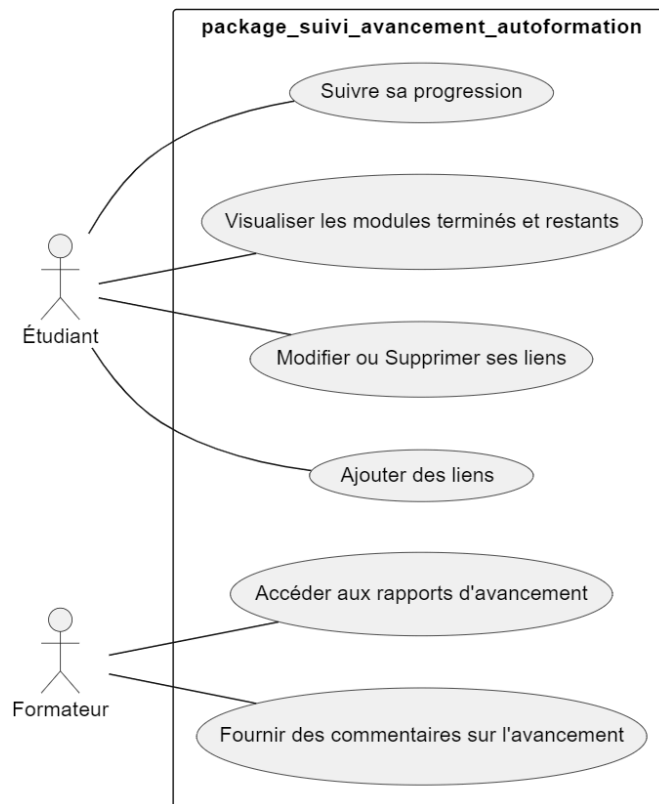 package_suivi_avancement_autoformation
Suivre sa progression
Visualiser les modules terminés et restants
Étudiant
Modifier ou Supprimer ses liens
Ajouter des liens
Accéder aux rapports d'avancement
Formateur
Fournir des commentaires sur l'avancement